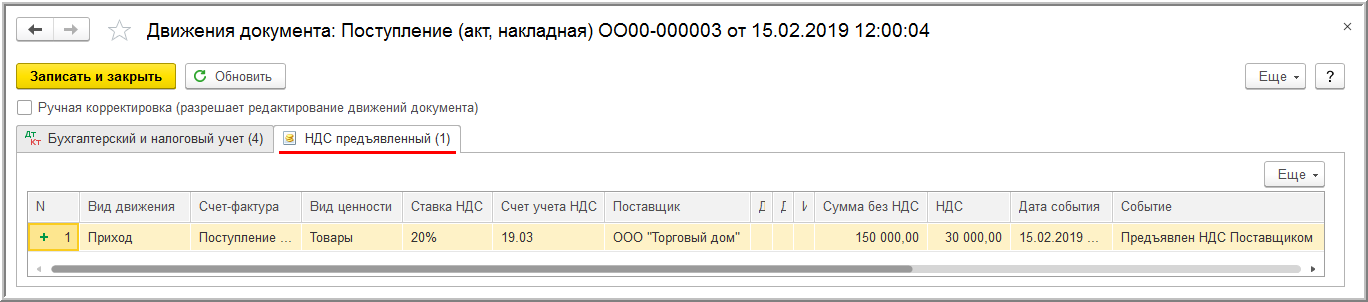 Движения документа: Поступление (акт, накладная) ОО00-000003 от 15.02.2019 12:00:04
Записать и закрыть Обновить Еще ?
Ручная корректировка (разрешает редактирование движений документа)
Дт Кт Бухгалтерский и налоговый учет (4) НДС предъявленный (1)
Еще
N Вид движения Счет-фактура Вид ценности Ставка НДС Счет учета НДС Поставщик Д Д И Сумма без НДС НДС Дата события Событие
1 Приход Поступление ... Товары 20% 19.03 ООО "Торговый дом" 150 000,00 30 000,00 15.02.2019 ... Предъявлен НДС Поставщиком